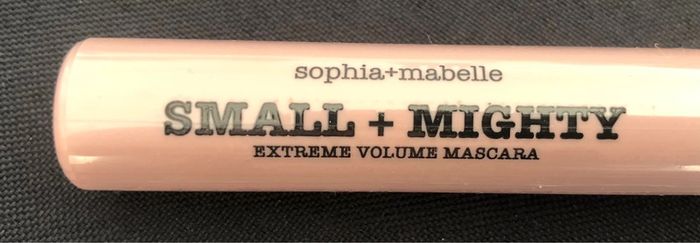 sophia+mabelle
SMALL + MIGHTY
EXTREME VOLUME MASCARA